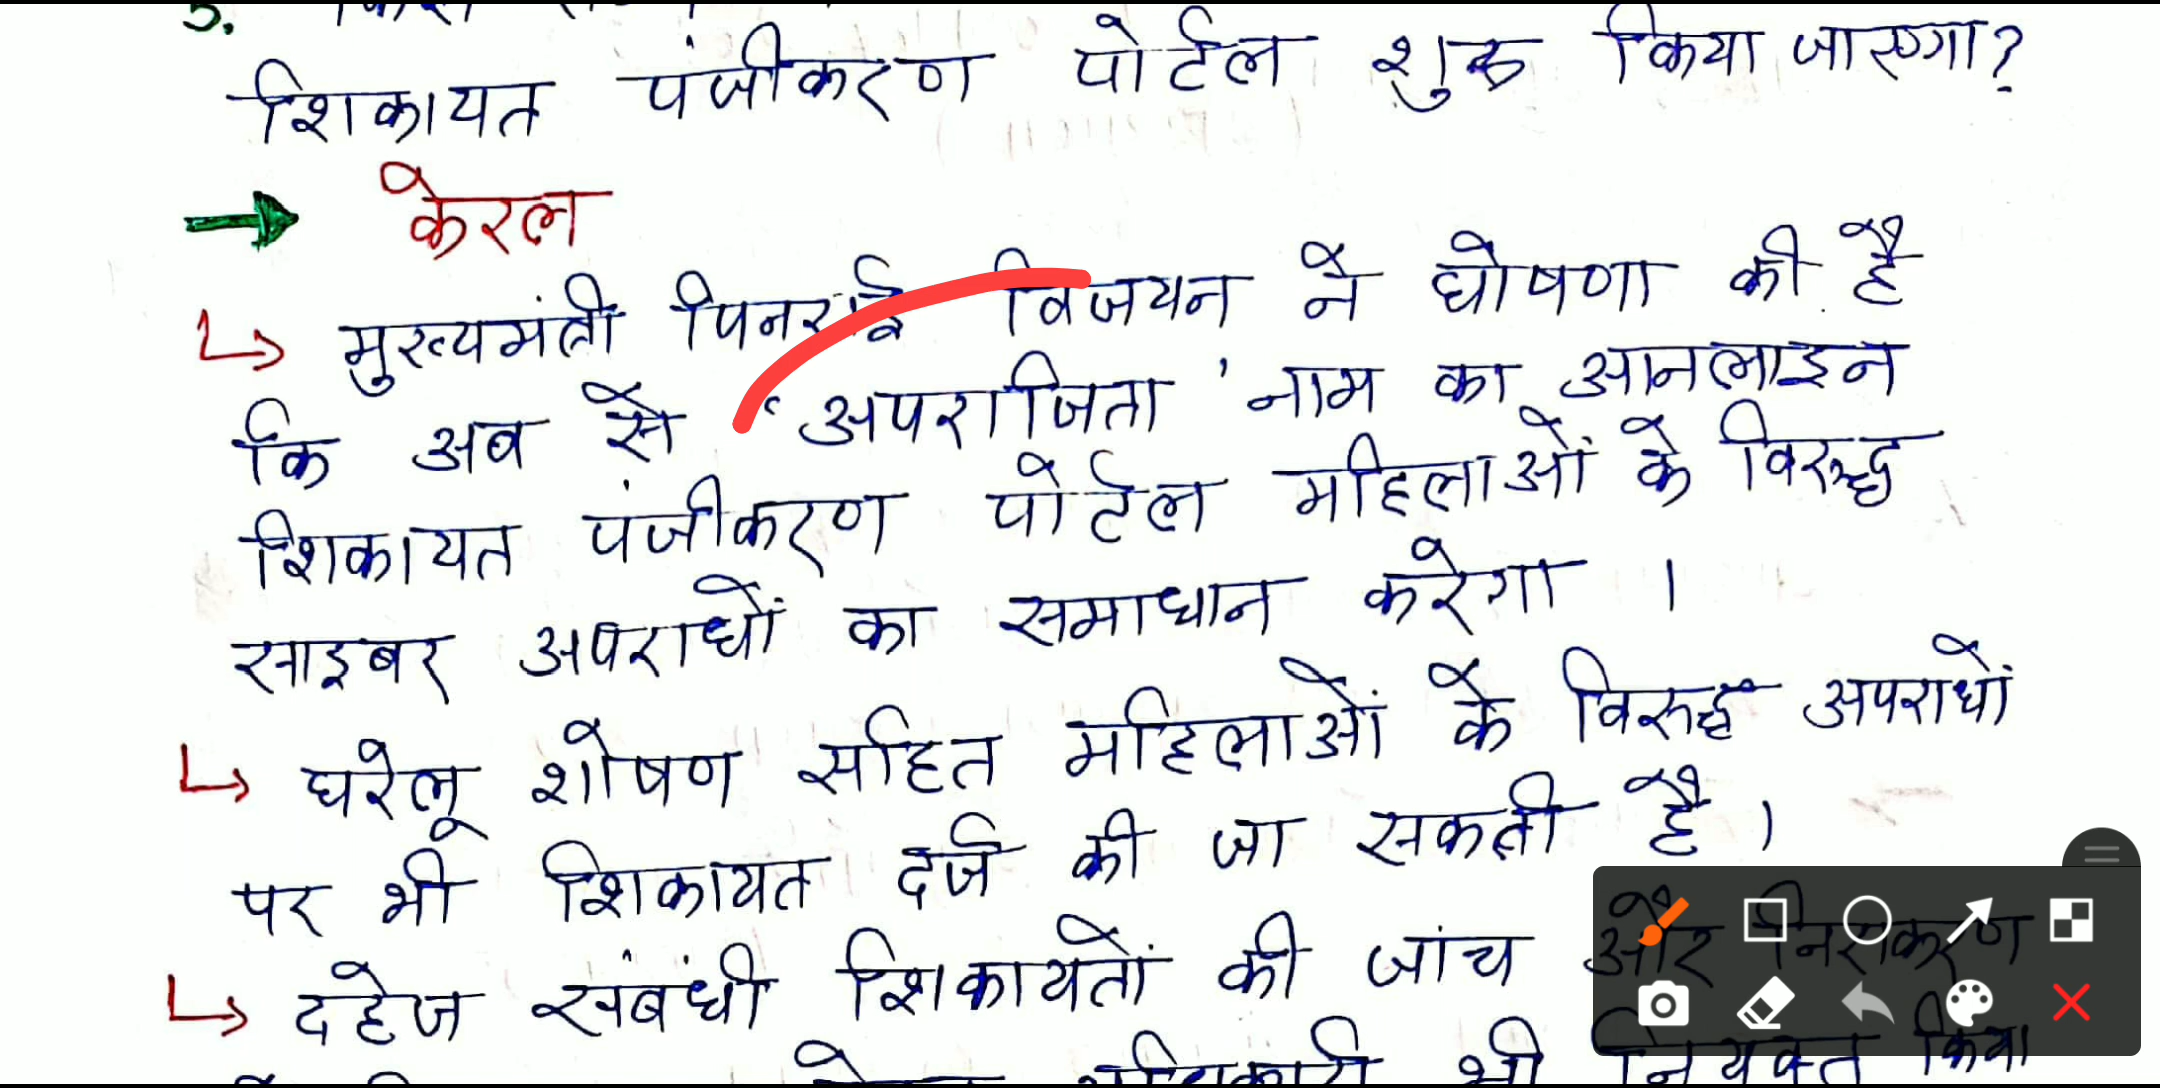 5.
शिकायत पंजीकरण पोर्टल शुरू किया जाएगा?
केरल
मुख्यमंत्री पिनराई विजयन ने घोषणा की है
कि अब से 'अपराजिता' नाम का आनलाइन
शिकायत पंजीकरण पोर्टल महिलाओं के विरुद्ध
साइबर अपराधों का समाधान करेगा ।
घरेलू शोषण सहित महिलाओं के विरुद्ध अपराधों
पर भी शिकायत दर्ज की जा सकती है ।
दहेज संबंधी शिकायतों की जांच और निराकरण
भी नियुक्त किया